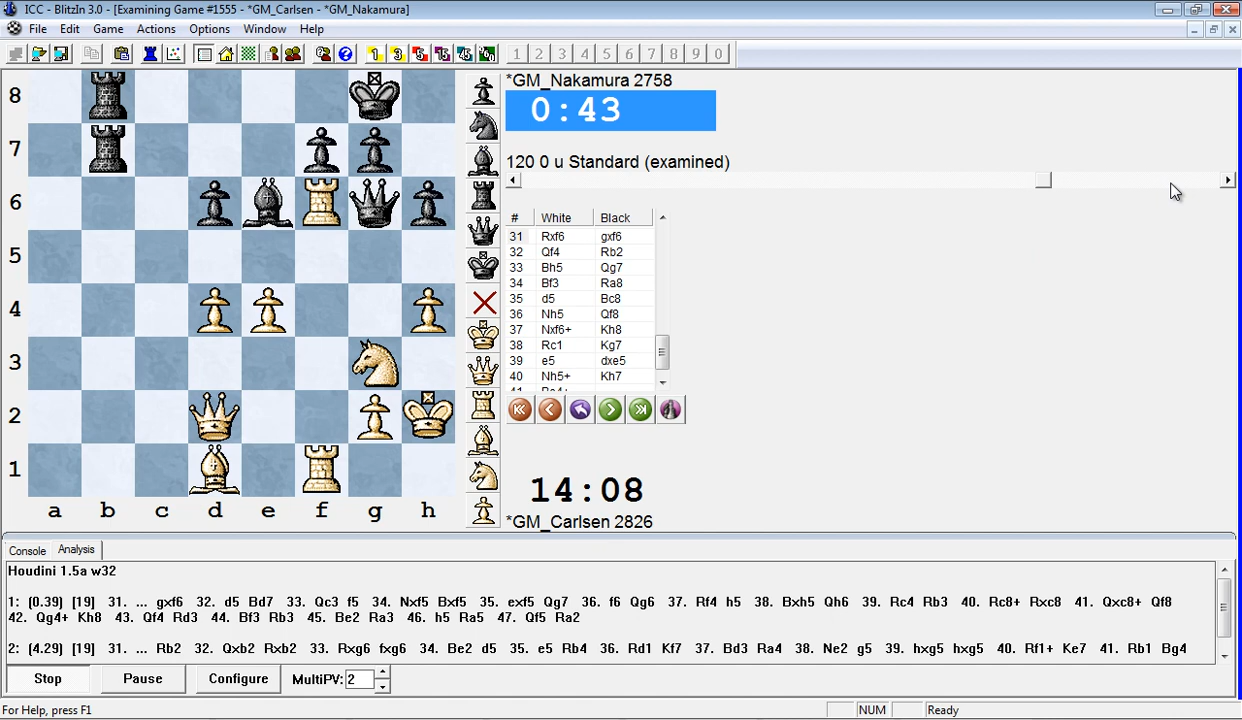 ICC - BlitzIn 3.0 - [Examining Game #1555 - *GM_Carlsen - *GM_Nakamura]
File Edit Game Actions Options Window Help
1 2 3 4 5 6 7 8 9 0
*GM_Nakamura 2758
0:43
120 0 u Standard (examined)
# White Black
31 Rxf6 gxf6
32 Qf4 Rb2
33 Bh5 Qg7
34 Bf3 Ra8
35 d5 Bc8
36 Nh5 Qf8
37 Nxf6+ Kh8
38 Rc1 Kg7
39 e5 dxe5
40 Nh5+ Kh7
14:08
*GM_Carlsen 2826
8
7
6
5
4
3
2
1
a b c d e f g h
Console Analysis
Houdini 1.5a w32
1: (0.39) [19] 31. ... gxf6 32. d5 Bd7 33. Qc3 f5 34. Nxf5 Bxf5 35. exf5 Qg7 36. f6 Qg6 37. Rf4 h5 38. Bxh5 Qh6 39. Rc4 Rb3 40. Rc8+ Rxc8 41. Qxc8+ Qf8
42. Qg4+ Kh8 43. Qf4 Rd3 44. Bf3 Rb3 45. Be2 Ra3 46. h5 Ra5 47. Qf5 Ra2
2: (4.29) [19] 31. ... Rb2 32. Qxb2 Rxb2 33. Rxg6 fxg6 34. Be2 d5 35. e5 Rb4 36. Rd1 Kf7 37. Bd3 Ra4 38. Ne2 g5 39. hxg5 hxg5 40. Rf1+ Ke7 41. Rb1 Bg4
Stop Pause Configure MultiPV: 2
For Help, press F1 NUM Ready